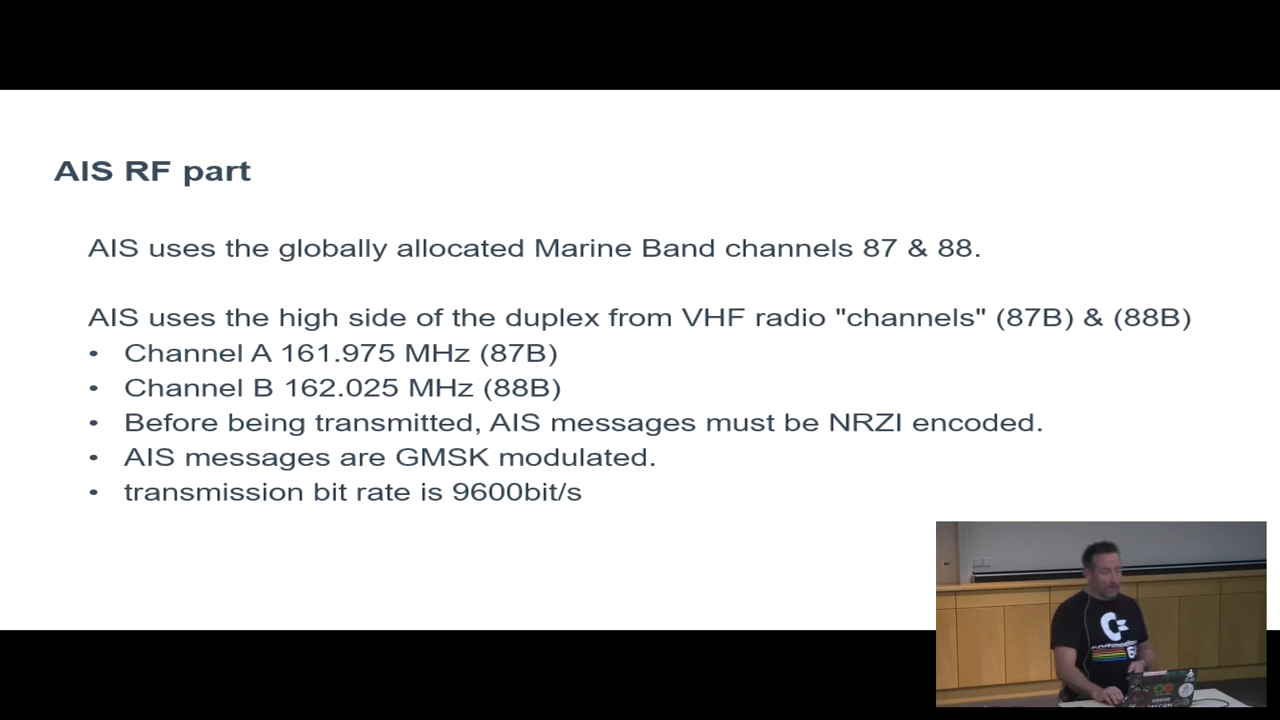 AIS RF part
AIS uses the globally allocated Marine Band channels 87 & 88.
AIS uses the high side of the duplex from VHF radio "channels" (87B) & (88B)
• Channel A 161.975 MHz (87B)
• Channel B 162.025 MHz (88B)
• Before being transmitted, AIS messages must be NRZI encoded.
• AIS messages are GMSK modulated.
• transmission bit rate is 9600bit/s